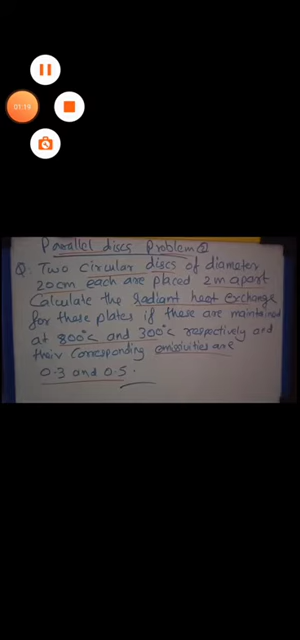 01:19
Parallel discs Problem ②
Q: Two circular discs of diameter
20cm each are placed 2m apart
Calculate the radiant heat exchange
for these plates if these are maintained
at 800°c and 300°c respectively and
their corresponding emissivities are
0.3 and 0.5.